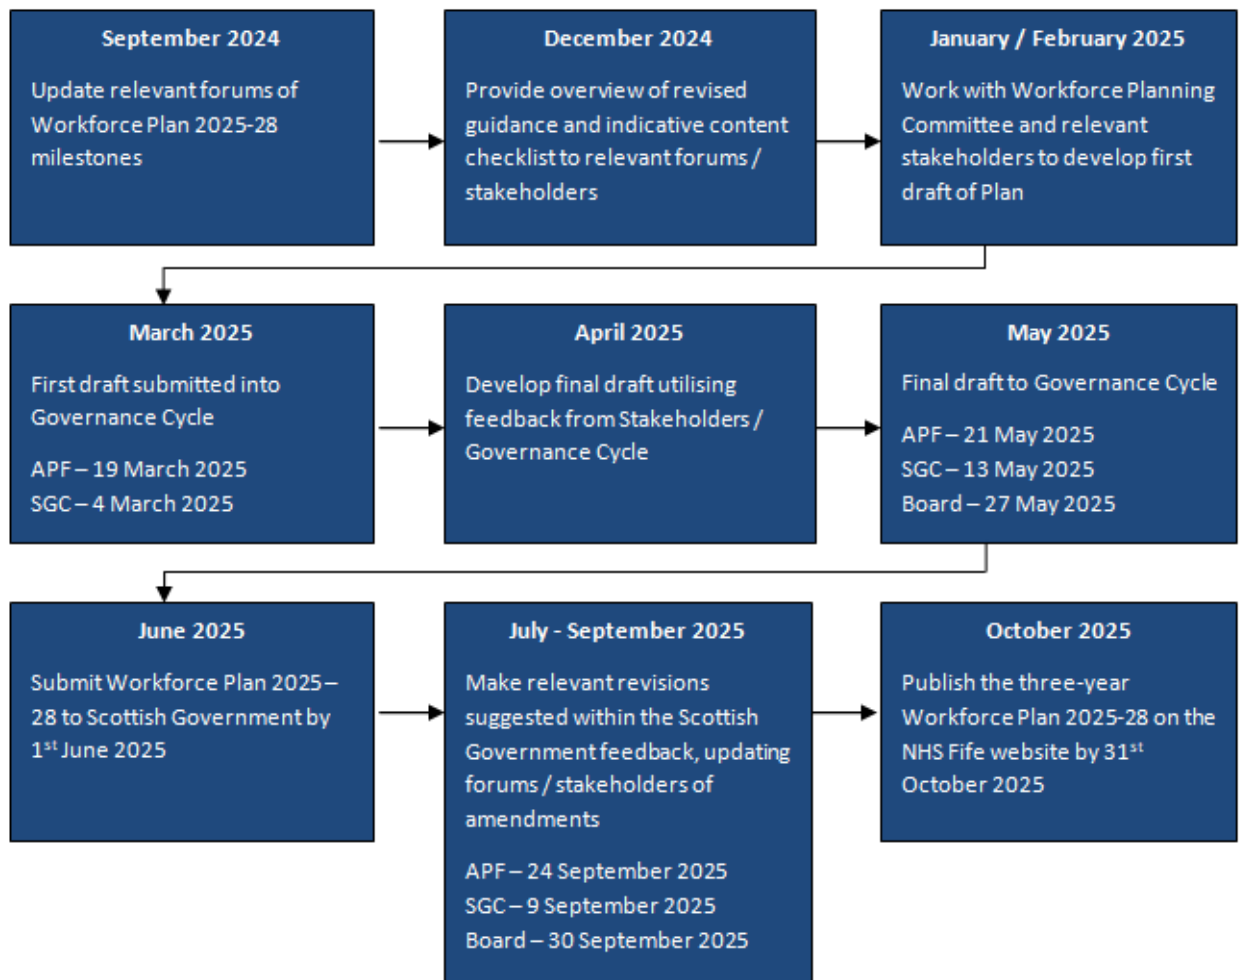 September 2024
Update relevant forums of
Workforce Plan 2025-28
milestones
December 2024
Provide overview of revised
guidance and indicative content
checklist to relevant forums /
stakeholders
January / February 2025
Work with Workforce Planning
Committee and relevant
stakeholders to develop first
draft of Plan
March 2025
First draft submitted into
Governance Cycle
APF – 19 March 2025
SGC – 4 March 2025
April 2025
Develop final draft utilising
feedback from Stakeholders /
Governance Cycle
May 2025
Final draft to Governance Cycle
APF – 21 May 2025
SGC – 13 May 2025
Board – 27 May 2025
June 2025
Submit Workforce Plan 2025 –
28 to Scottish Government by
1st June 2025
July - September 2025
Make relevant revisions
suggested within the Scottish
Government feedback, updating
forums / stakeholders of
amendments
APF – 24 September 2025
SGC – 9 September 2025
Board – 30 September 2025
October 2025
Publish the three-year
Workforce Plan 2025-28 on the
NHS Fife website by 31st
October 2025